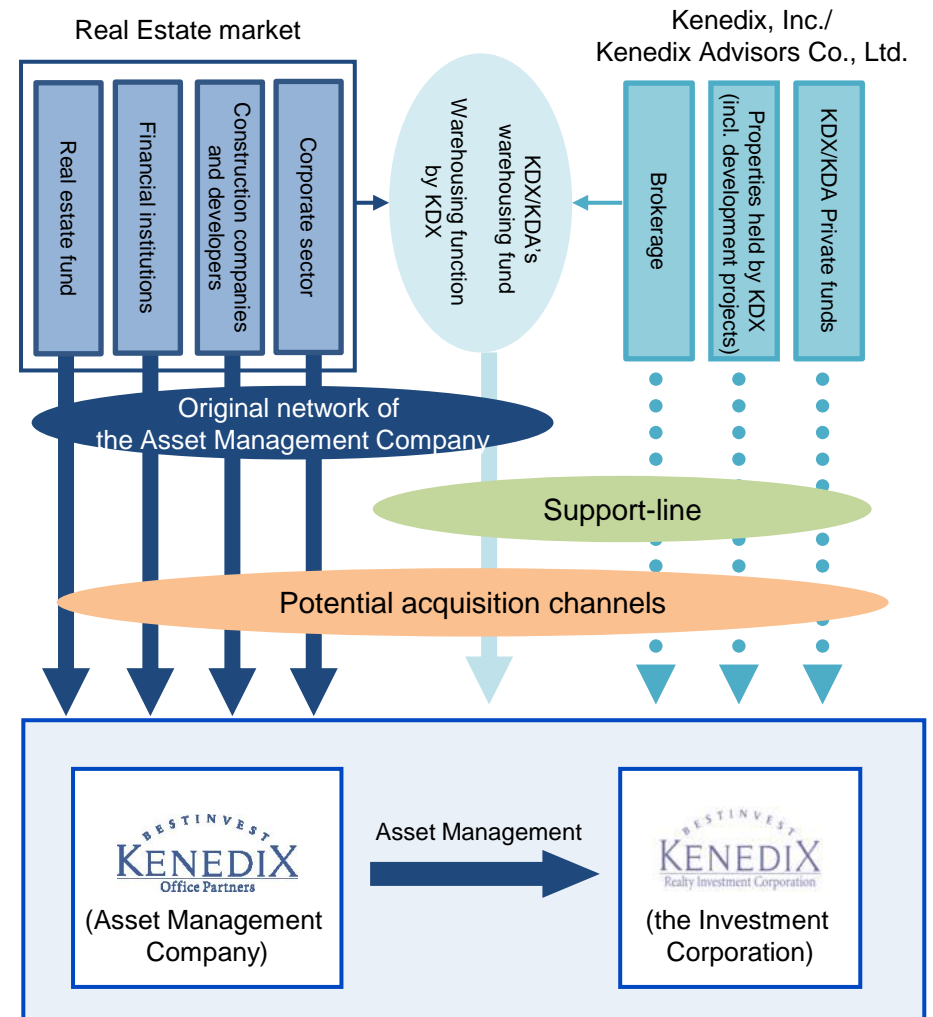 Real Estate market
Kenedix, Inc./
Kenedix Advisors Co., Ltd.
Real estate fund
Financial institutions
Construction companies
and developers
Corporate sector
KDX/KDA's
warehousing fund
Warehousing function
by KDX
Brokerage
Properties held by KDX
(incl. development projects)
KDX/KDA Private funds
Original network of
the Asset Management Company
Support-line
Potential acquisition channels
BESTINVEST
KENEDIX
Office Partners
(Asset Management
Company)
Asset Management
BESTINVEST
KENEDIX
Realty Investment Corporation
(the Investment
Corporation)